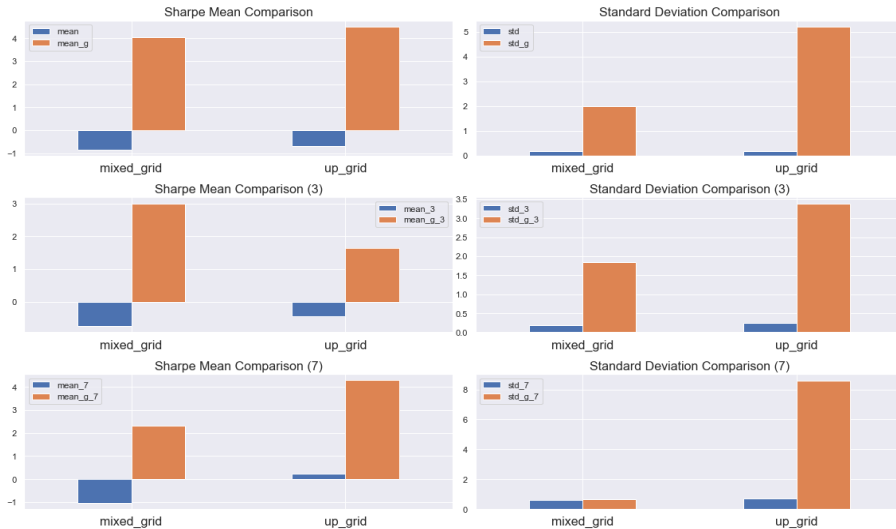 Sharpe Mean Comparison
mean
mean_g
4
3
2
1
0
−1
mixed_grid
up_grid
Standard Deviation Comparison
std
std_g
5
4
3
2
1
0
mixed_grid
up_grid
Sharpe Mean Comparison (3)
mean_3
mean_g_3
3
2
1
0
mixed_grid
up_grid
Standard Deviation Comparison (3)
std_3
std_g_3
3.5
3.0
2.5
2.0
1.5
1.0
0.5
0.0
mixed_grid
up_grid
Sharpe Mean Comparison (7)
mean_7
mean_g_7
4
3
2
1
0
−1
mixed_grid
up_grid
Standard Deviation Comparison (7)
std_7
std_g_7
8
6
4
2
0
mixed_grid
up_grid